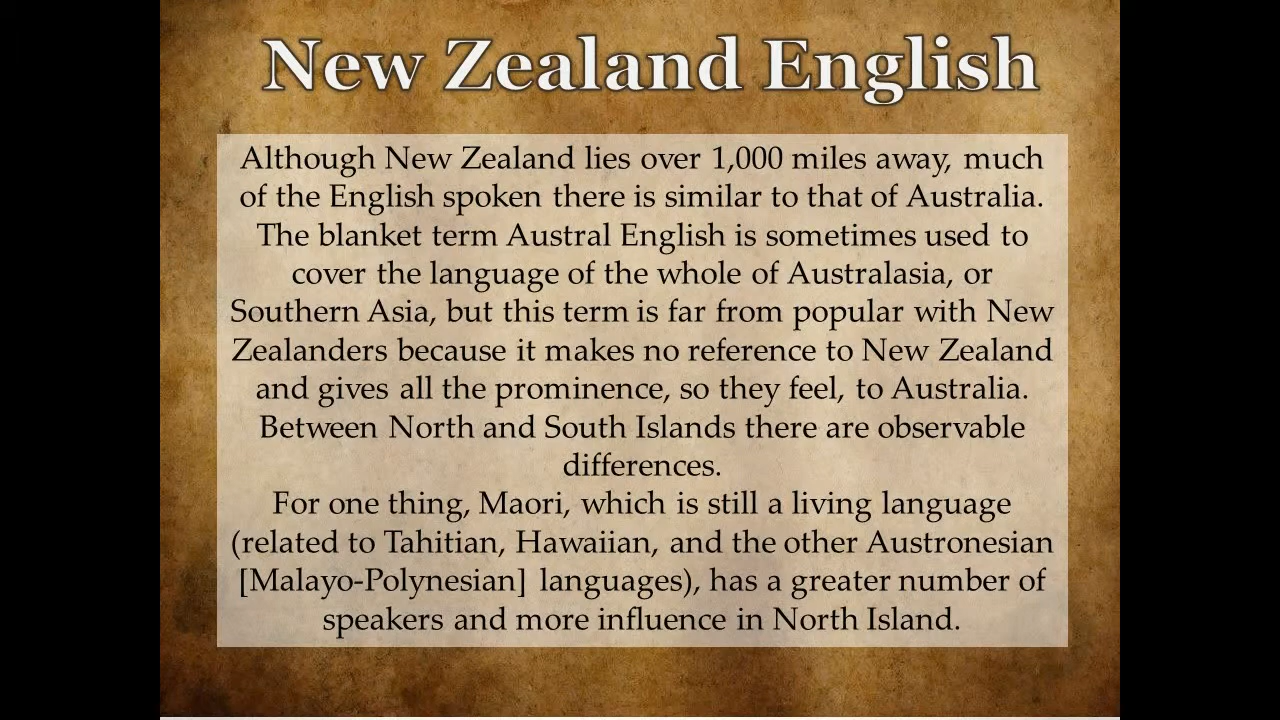 New Zealand English
Although New Zealand lies over 1,000 miles away, much
of the English spoken there is similar to that of Australia.
The blanket term Austral English is sometimes used to
cover the language of the whole of Australasia, or
Southern Asia, but this term is far from popular with New
Zealanders because it makes no reference to New Zealand
and gives all the prominence, so they feel, to Australia.
Between North and South Islands there are observable
differences.
For one thing, Maori, which is still a living language
(related to Tahitian, Hawaiian, and the other Austronesian
[Malayo-Polynesian] languages), has a greater number of
speakers and more influence in North Island.